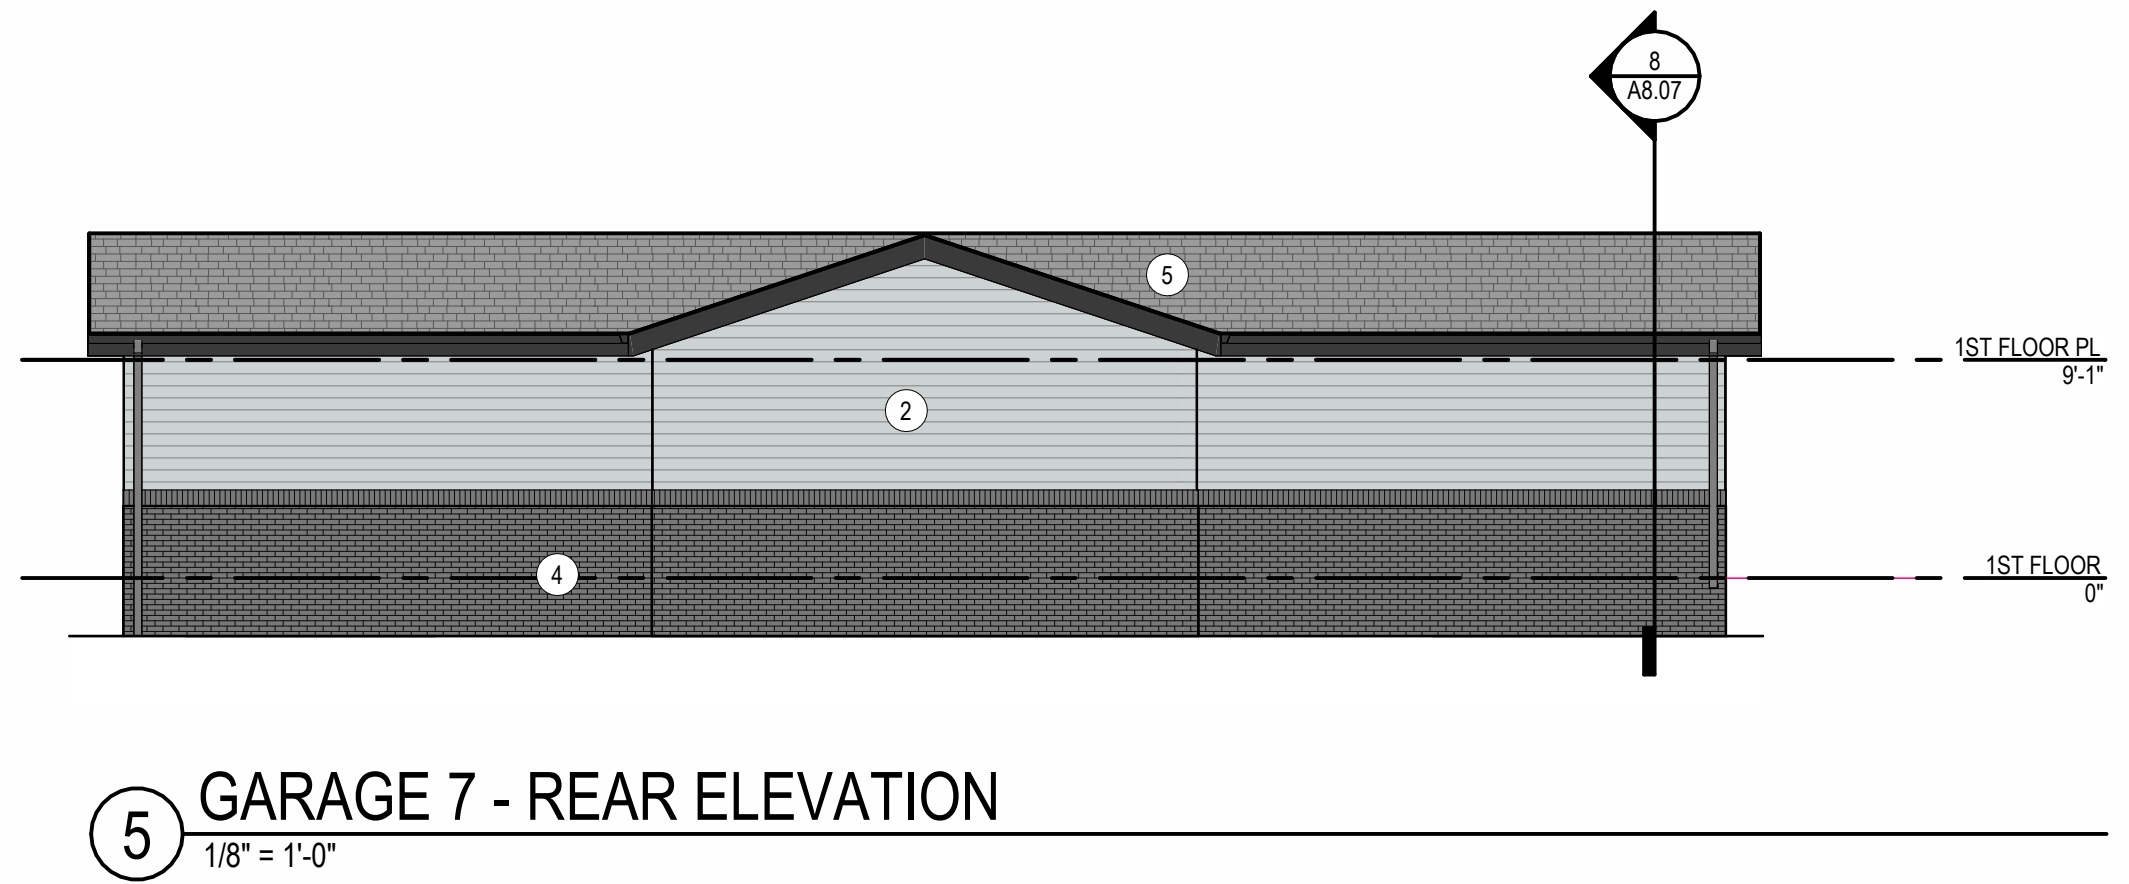 8
A8.07
5
1ST FLOOR PL
9'-1"
2
1ST FLOOR
0"
4
5
GARAGE 7 - REAR ELEVATION
1/8" = 1'-0"